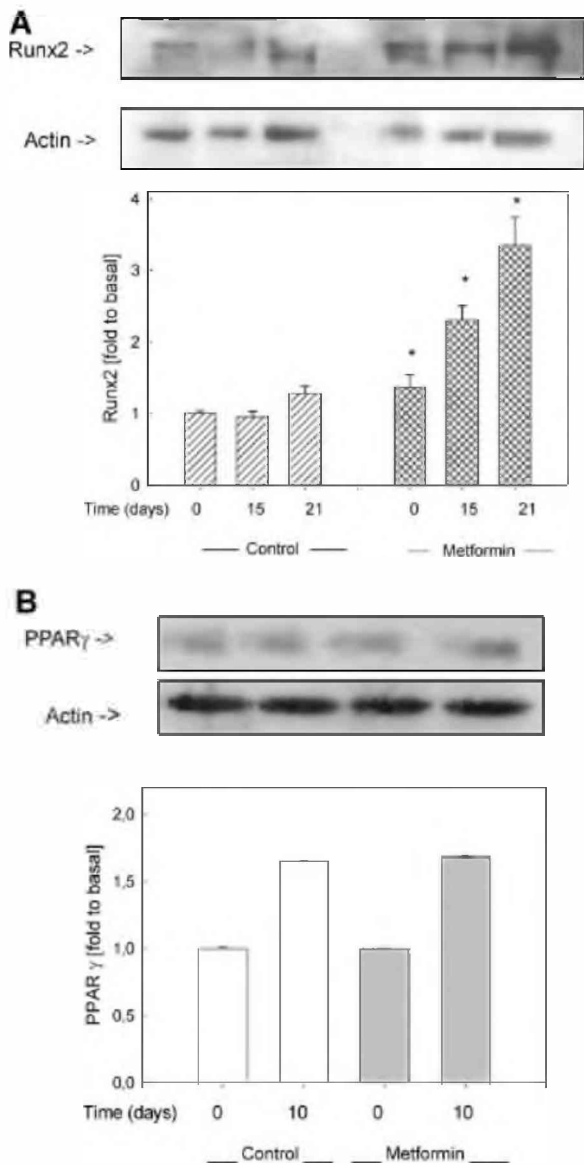 A
Runx2 ->
Actin ->
4
*
*
3
Runx2 [fold to basal]
2
*
1
0
Time (days) 0 15 21 0 15 21
Control Metformin
B
PPARγ ->
Actin ->
2,0
1,5
PPAR γ [fold to basal]
1,0
0,5
0,0
Time (days) 0 10 0 10
Control Metformin